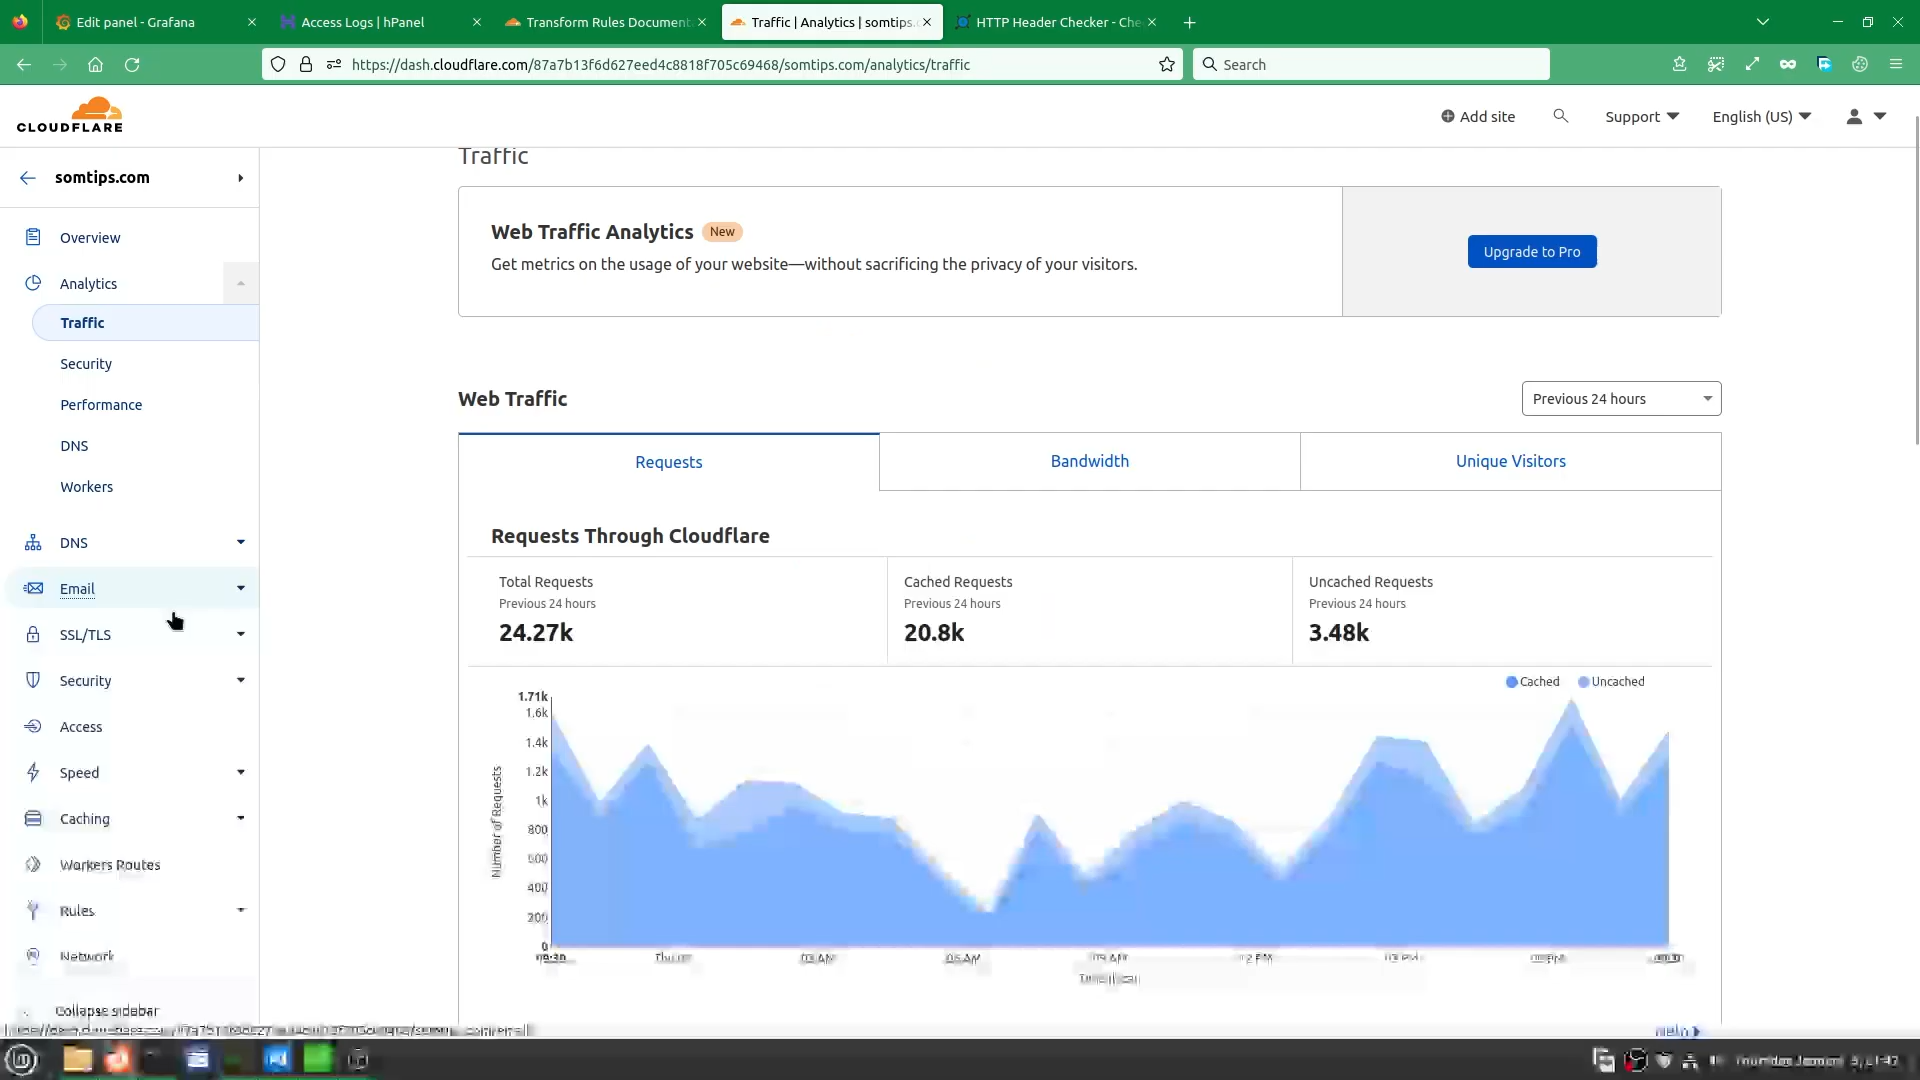 Edit panel - Grafana
Access Logs | hPanel
Transform Rules Document
Traffic | Analytics | somtips.
HTTP Header Checker - Che
https://dash.cloudflare.com/87a7b13f6d627eed4c8818f705c69468/somtips.com/analytics/traffic
Search
CLOUDFLARE
Add site
Support
English (US)
somtips.com
Overview
Analytics
Traffic
Security
Performance
DNS
Workers
DNS
Email
SSL/TLS
Security
Access
Speed
Caching
Workers Routes
Rules
Network
Collapse sidebar
Traffic
Web Traffic Analytics New
Get metrics on the usage of your website—without sacrificing the privacy of your visitors.
Upgrade to Pro
Web Traffic
Previous 24 hours
Requests
Bandwidth
Unique Visitors
Requests Through Cloudflare
Total Requests
Previous 24 hours
24.27k
Cached Requests
Previous 24 hours
20.8k
Uncached Requests
Previous 24 hours
3.48k
Cached
Uncached
Number of Requests
1.71k
1.6k
1.4k
1.2k
1k
800
600
400
200
0
Help